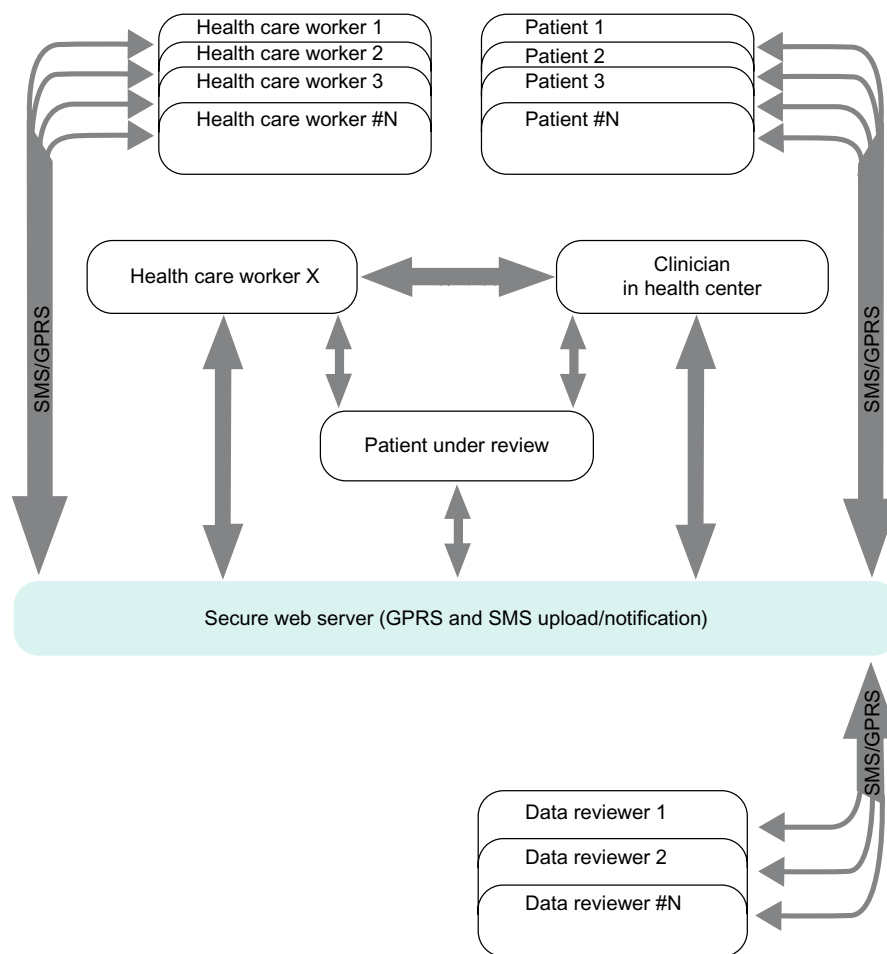 Health care worker 1
Health care worker 2
Health care worker 3
Health care worker #N
Patient 1
Patient 2
Patient 3
Patient #N
SMS/GPRS
SMS/GPRS
Health care worker X
Clinician
in health center
Patient under review
Secure web server (GPRS and SMS upload/notification)
SMS/GPRS
Data reviewer 1
Data reviewer 2
Data reviewer #N